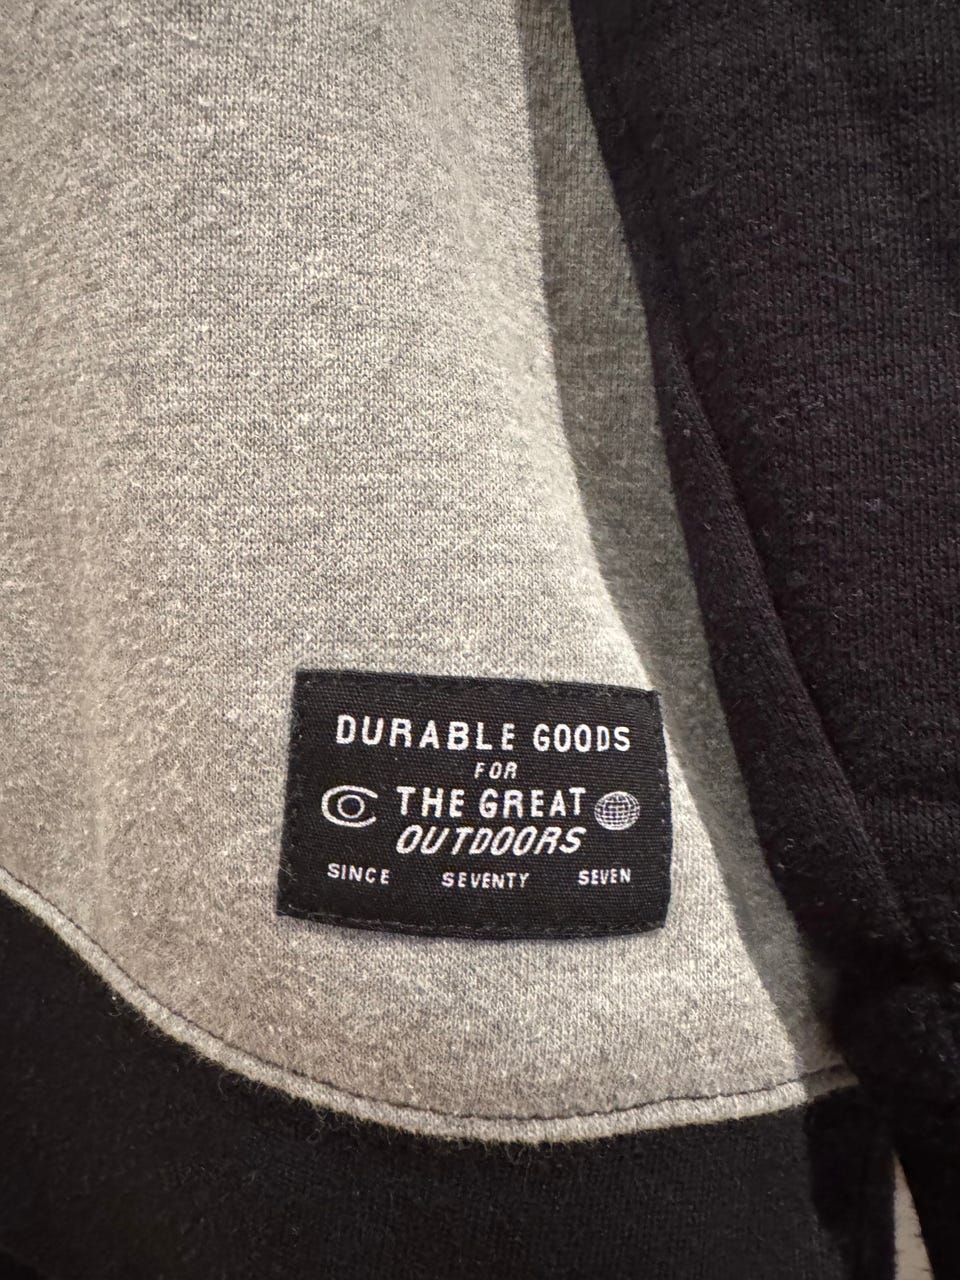 DURABLE GOODS
FOR
THE GREAT
OUTDOORS
SINCE SEVENTY SEVEN